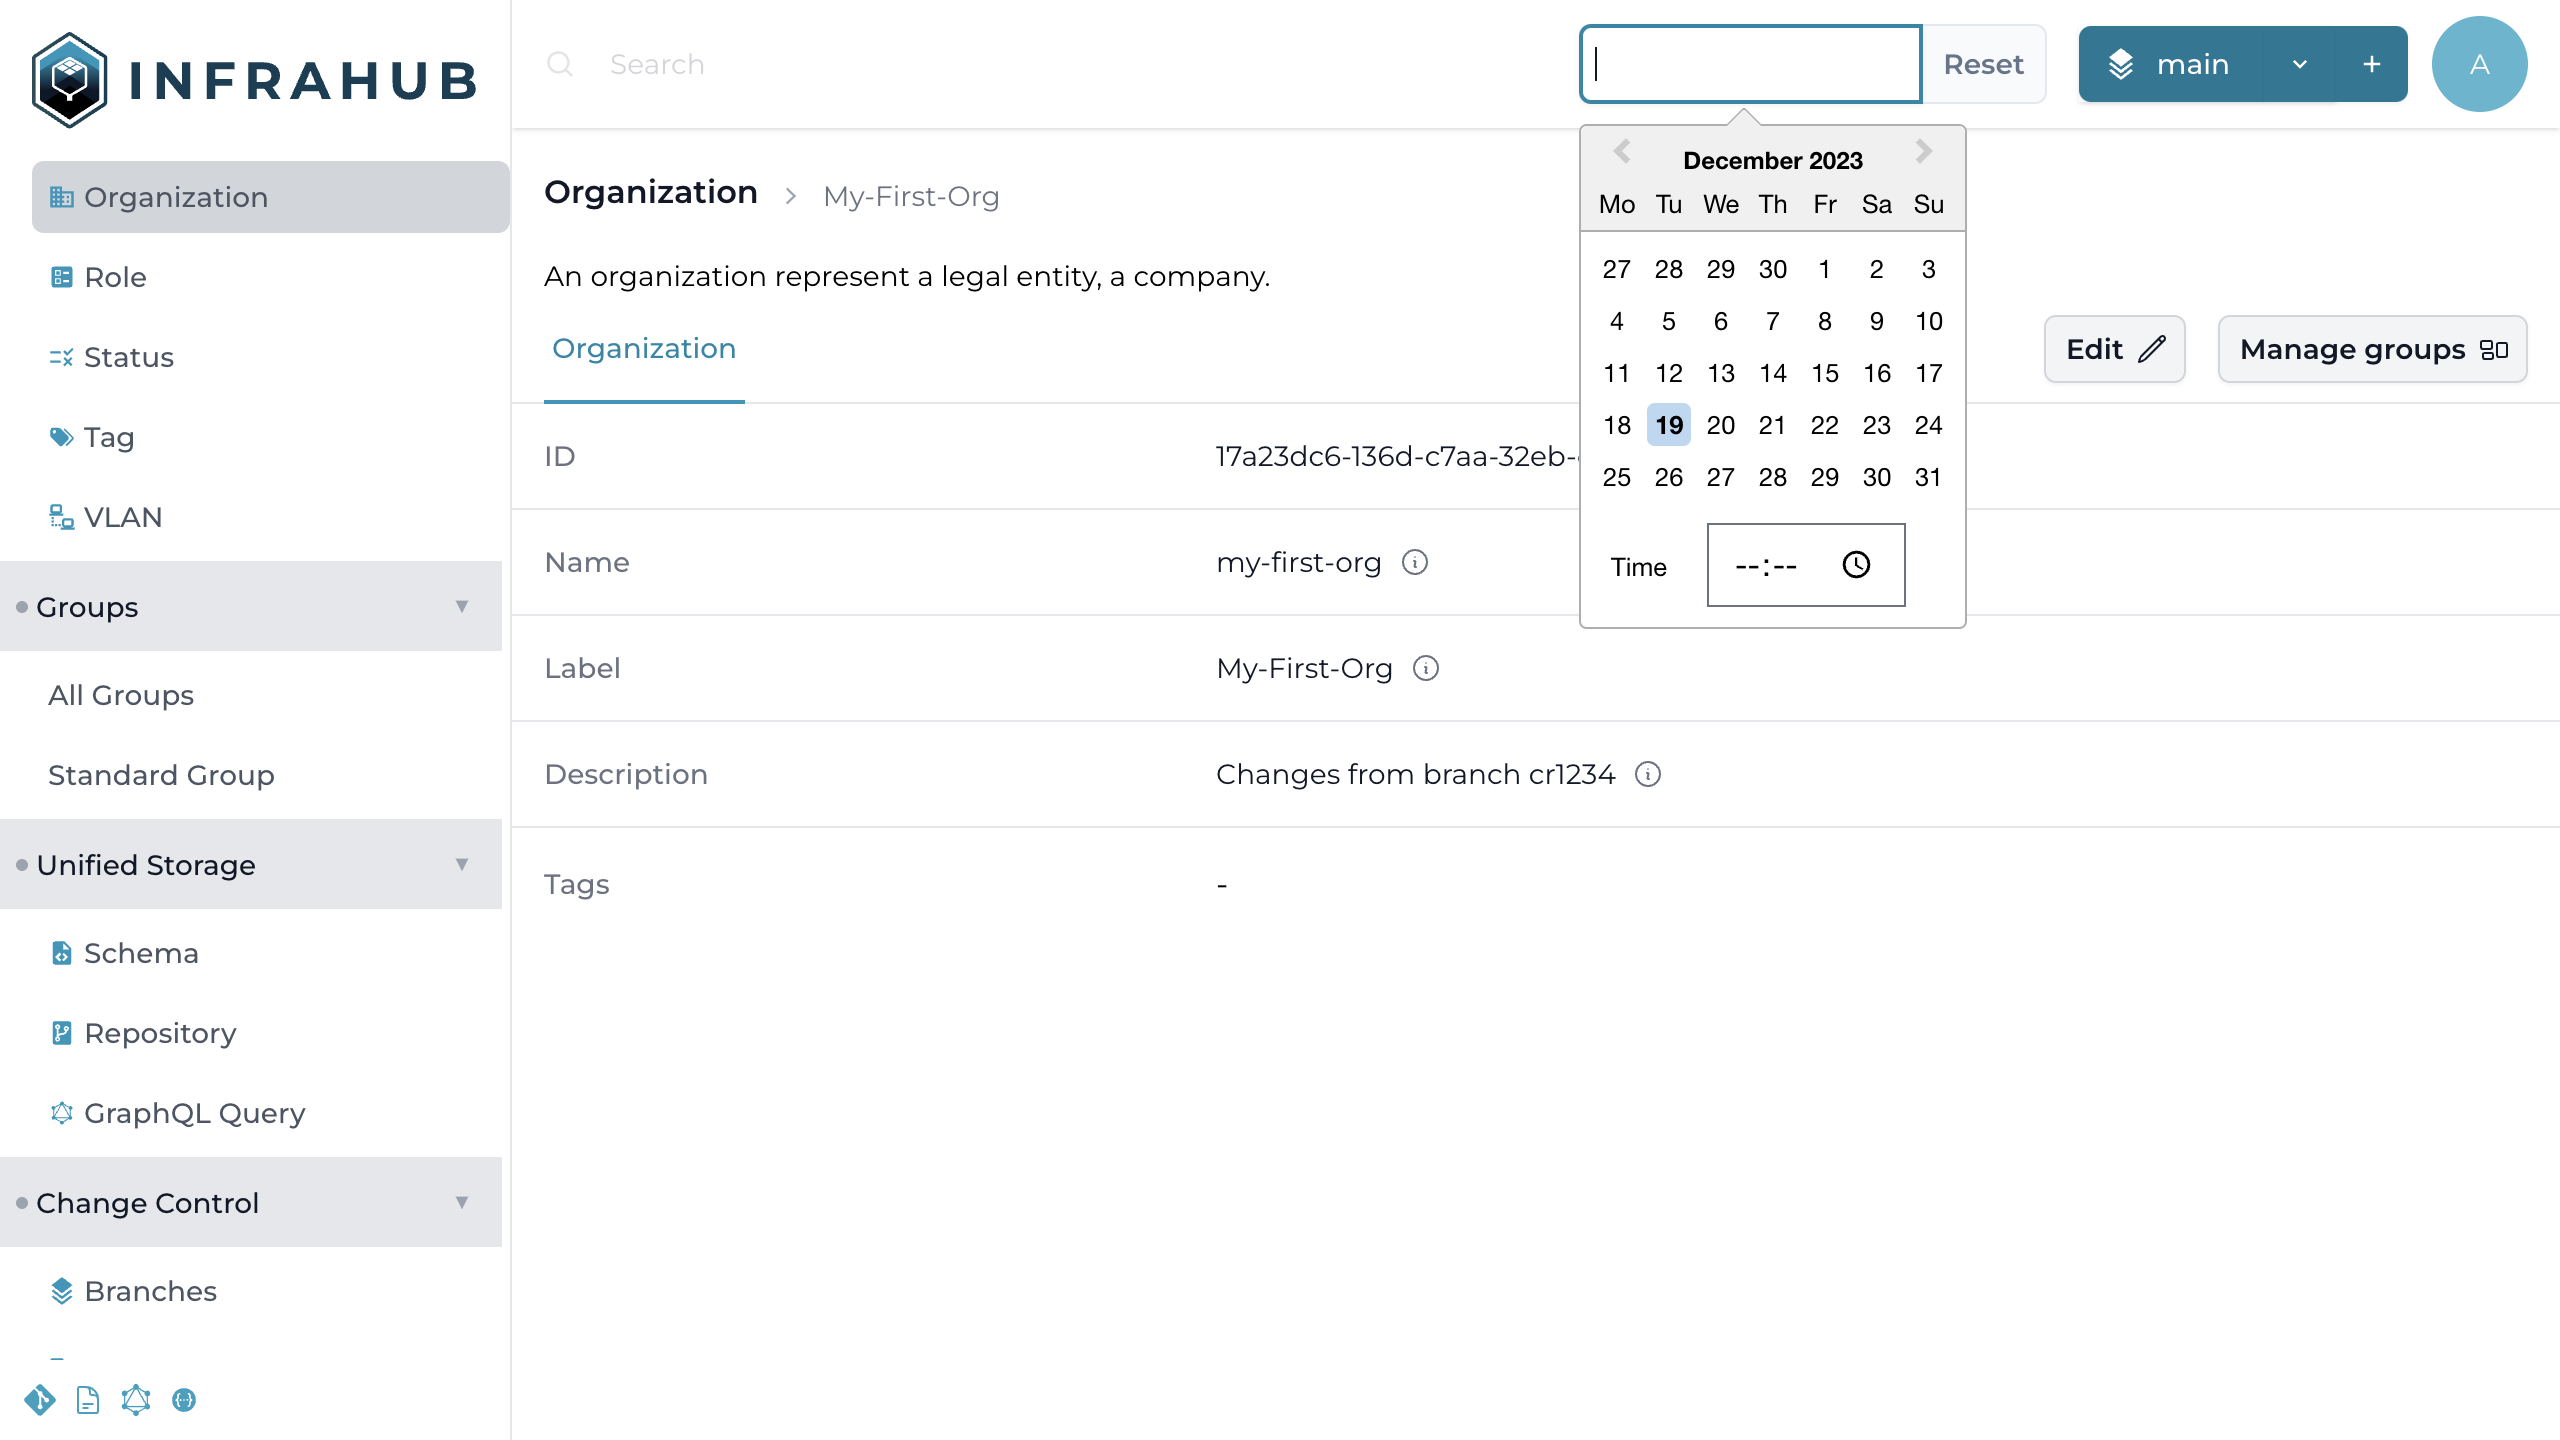 INFRAHUB
Search
Reset
main
+
A
Organization
Role
Status
Tag
VLAN
Groups
All Groups
Standard Group
Unified Storage
Schema
Repository
GraphQL Query
Change Control
Branches
Organization > My-First-Org
An organization represent a legal entity, a company.
Organization
Edit
Manage groups
ID 17a23dc6-136d-c7aa-32eb-
Name my-first-org
Label My-First-Org
Description Changes from branch cr1234
Tags -
December 2023
Mo Tu We Th Fr Sa Su
27 28 29 30 1 2 3
4 5 6 7 8 9 10
11 12 13 14 15 16 17
18 19 20 21 22 23 24
25 26 27 28 29 30 31
Time --:--